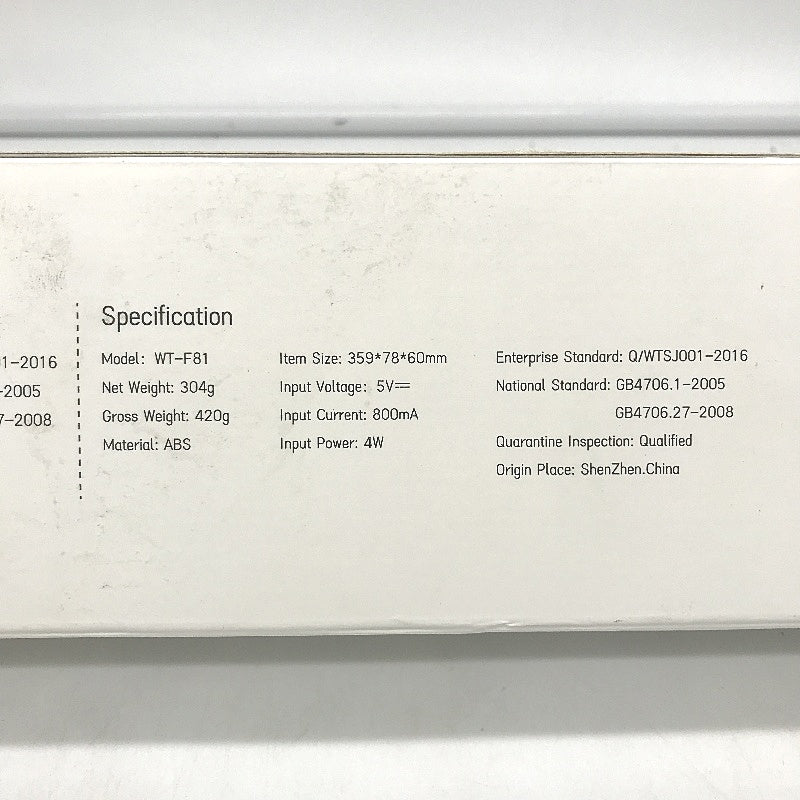 1-2016
-2005
7-2008
Specification
Model: WT-F81
Net Weight: 304g
Gross Weight: 420g
Material: ABS
Item Size: 359*78*60mm
Input Voltage: 5V⎓
Input Current: 800mA
Input Power: 4W
Enterprise Standard: Q/WTSJ001-2016
National Standard: GB4706.1-2005
GB4706.27-2008
Quarantine Inspection: Qualified
Origin Place: ShenZhen.China